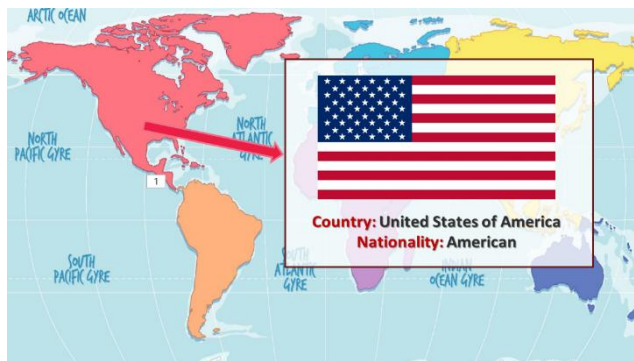 ARCTIC OCEAN
NORTH
PACIFIC GYRE
NORTH
ATLANTIC
GYRE
1
Country: United States of America
Nationality: American
SOUTH
PACIFIC GYRE
SOUTH
ATLANTIC
GYRE
INDIAN
OCEAN GYRE